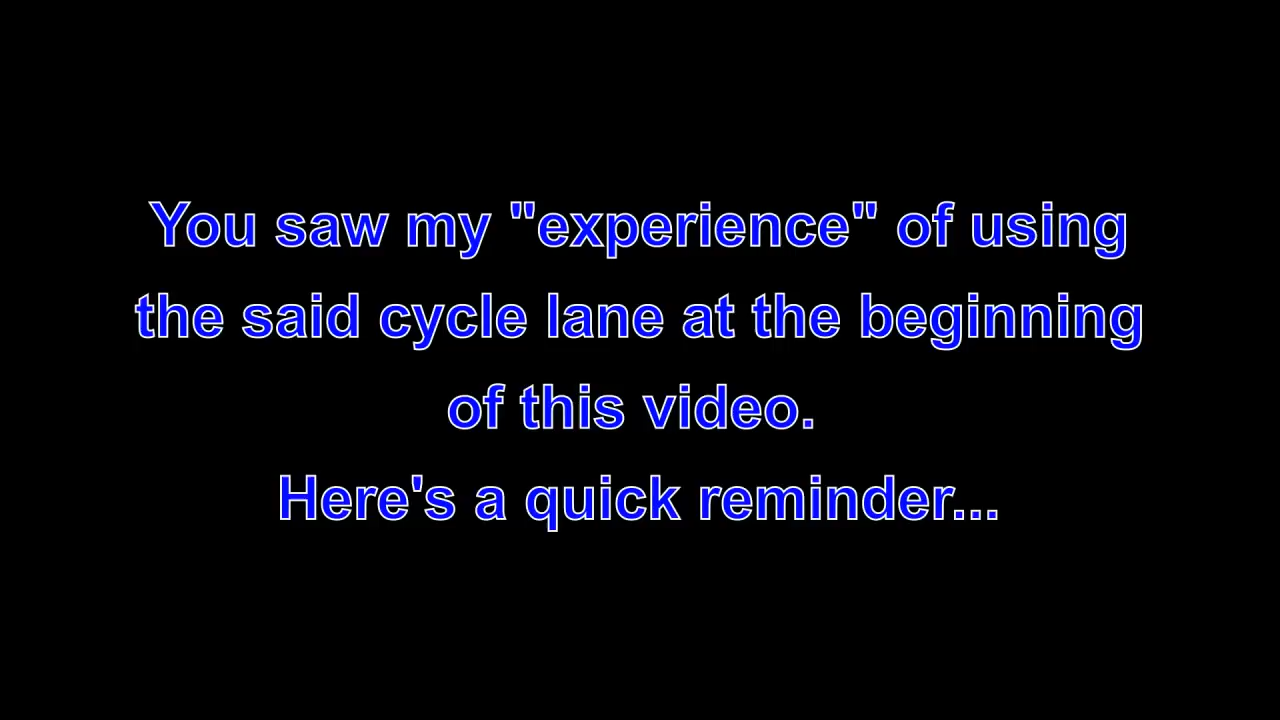 You saw my "experience" of using
the said cycle lane at the beginning
of this video.
Here's a quick reminder...